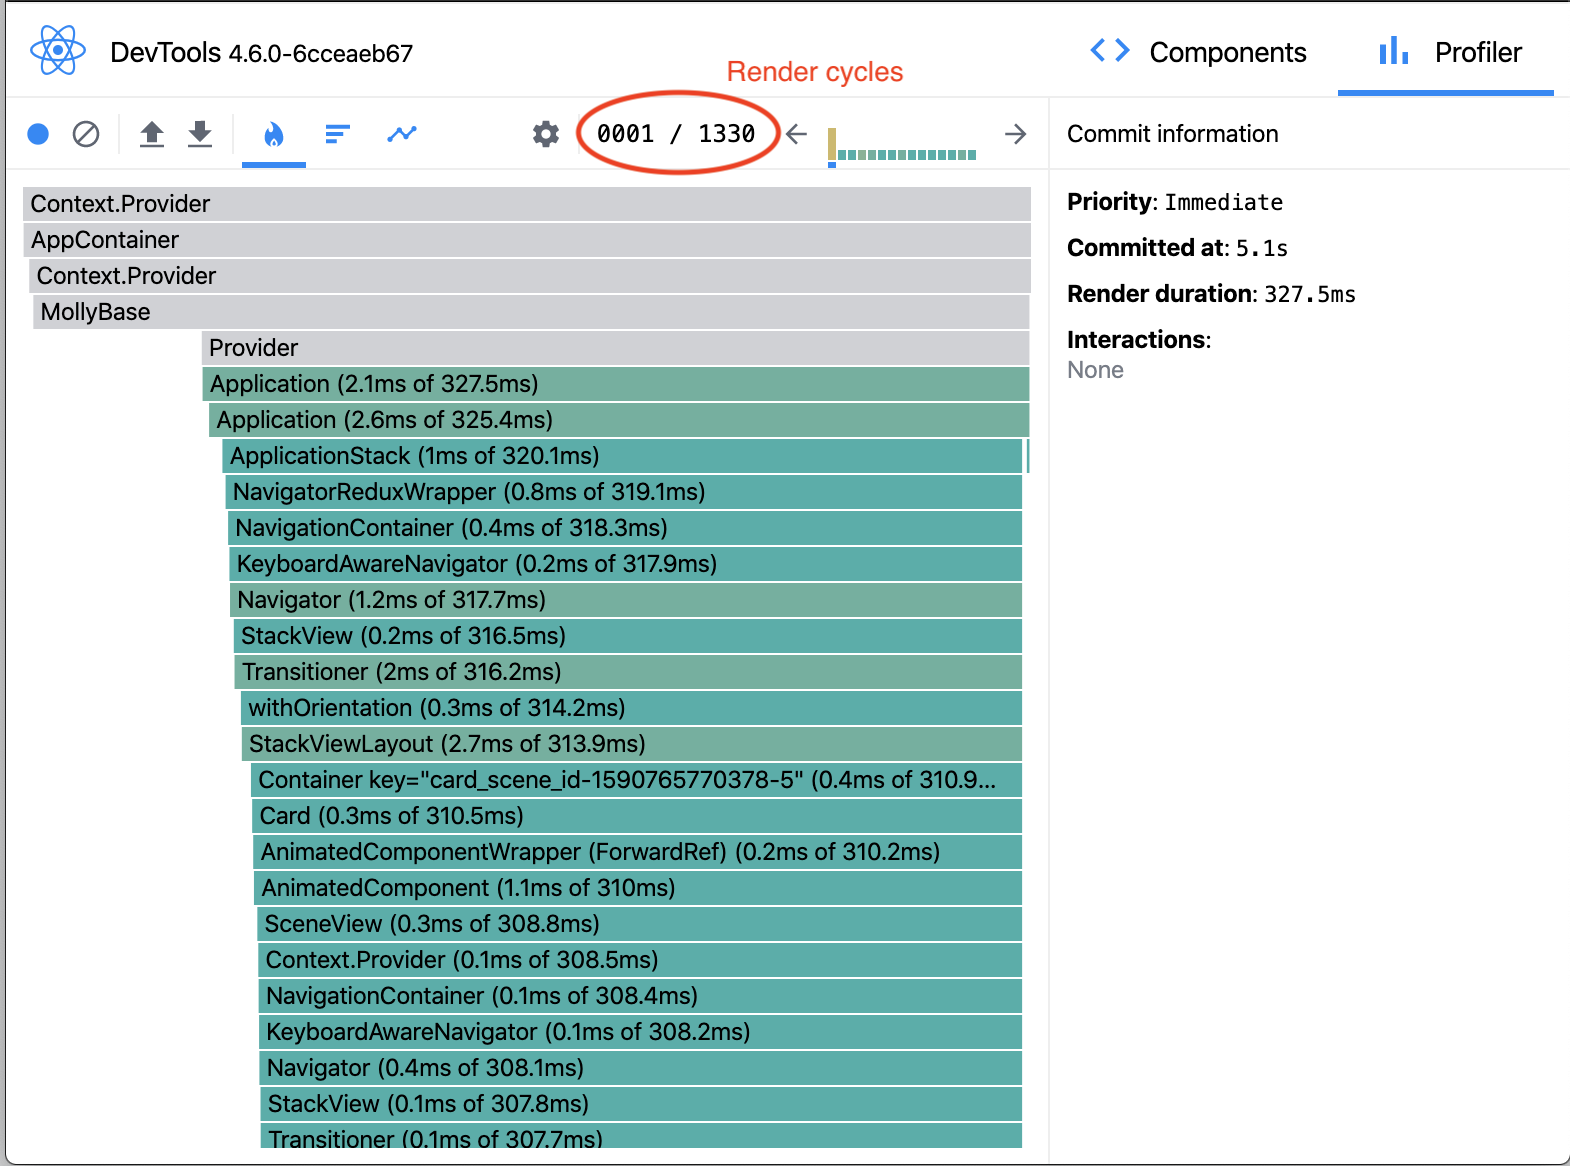 DevTools 4.6.0-6cceaeb67
Components
Profiler
Render cycles
0001 / 1330
Commit information
Context.Provider
AppContainer
Context.Provider
MollyBase
Provider
Application (2.1ms of 327.5ms)
Application (2.6ms of 325.4ms)
ApplicationStack (1ms of 320.1ms)
NavigatorReduxWrapper (0.8ms of 319.1ms)
NavigationContainer (0.4ms of 318.3ms)
KeyboardAwareNavigator (0.2ms of 317.9ms)
Navigator (1.2ms of 317.7ms)
StackView (0.2ms of 316.5ms)
Transitioner (2ms of 316.2ms)
withOrientation (0.3ms of 314.2ms)
StackViewLayout (2.7ms of 313.9ms)
Container key="card_scene_id-1590765770378-5" (0.4ms of 310.9...
Card (0.3ms of 310.5ms)
AnimatedComponentWrapper (ForwardRef) (0.2ms of 310.2ms)
AnimatedComponent (1.1ms of 310ms)
SceneView (0.3ms of 308.8ms)
Context.Provider (0.1ms of 308.5ms)
NavigationContainer (0.1ms of 308.4ms)
KeyboardAwareNavigator (0.1ms of 308.2ms)
Navigator (0.4ms of 308.1ms)
StackView (0.1ms of 307.8ms)
Transitioner (0.1ms of 307.7ms)
Priority: Immediate
Committed at: 5.1s
Render duration: 327.5ms
Interactions:
None